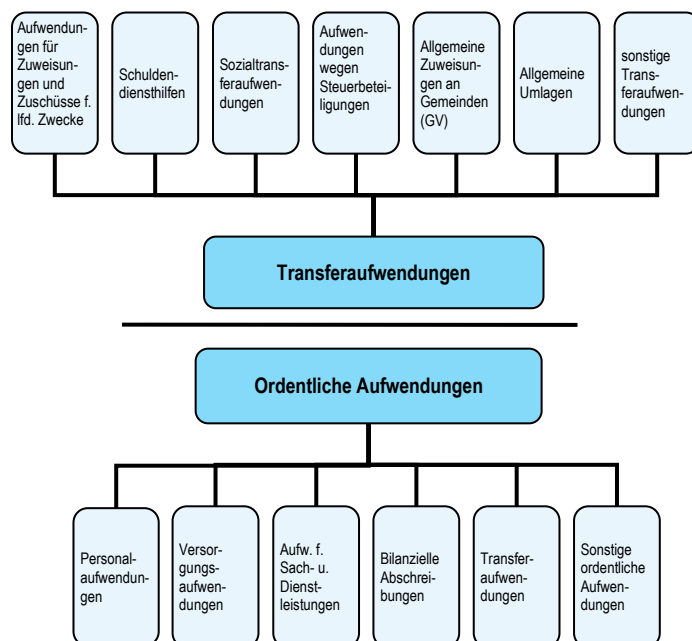 Aufwendun-
gen für
Zuweisun-
gen und
Zuschüsse f.
lfd. Zwecke
Schulden-
diensthilfen
Sozialtrans-
feraufwen-
dungen
Aufwen-
dungen
wegen
Steuerbetei-
ligungen
Allgemeine
Zuweisun-
gen an
Gemeinden
(GV)
Allgemeine
Umlagen
sonstige
Trans-
feraufwen-
dungen
Transferaufwendungen
Ordentliche Aufwendungen
Personal-
aufwendun-
gen
Versor-
gungs-
aufwen-
dungen
Aufw. f.
Sach- u.
Dienst-
leistungen
Bilanzielle
Abschrei-
bungen
Transfer-
aufwen-
dungen
Sonstige
ordentliche
Aufwen-
dungen